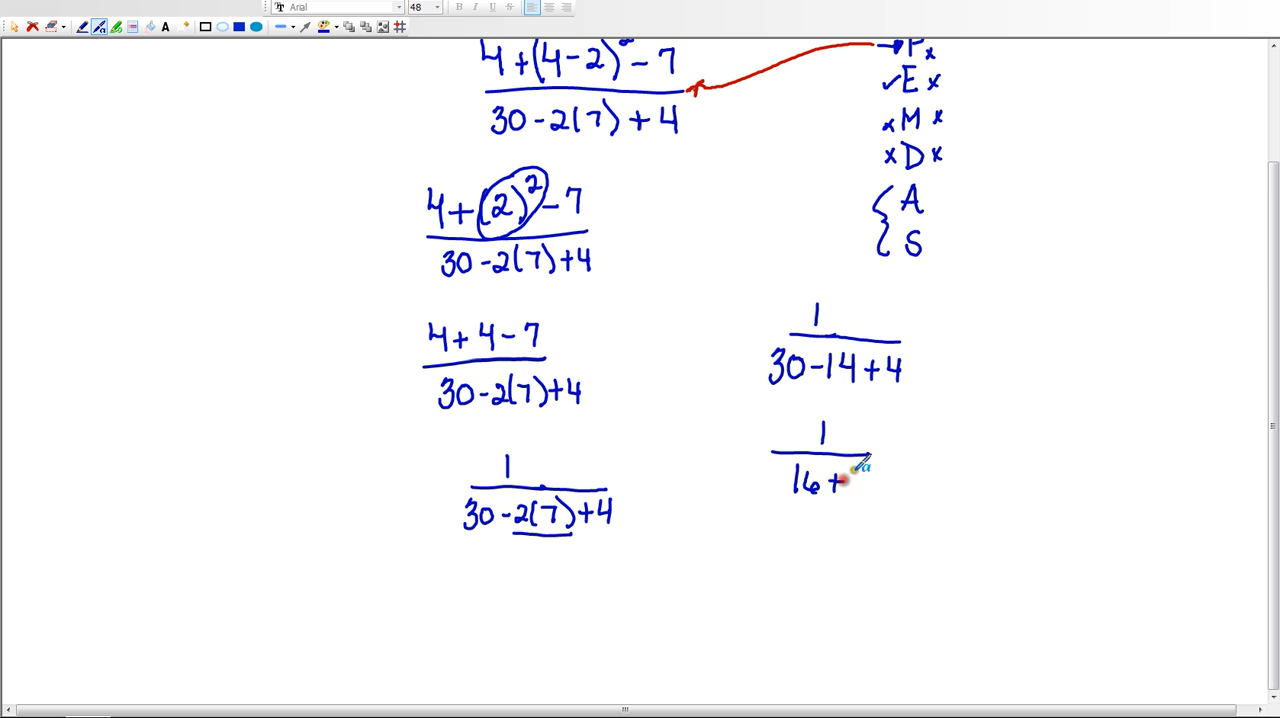 Arial 48 B I U S
4+(4-2)² - 7
30-2(7)+4
4+(2)²-7
30-2(7)+4
4+4-7
30-2(7)+4
1
30-2(7)+4
P x
✓E x
x M x
x D x
{ A
S
1
30-14+4
1
16+